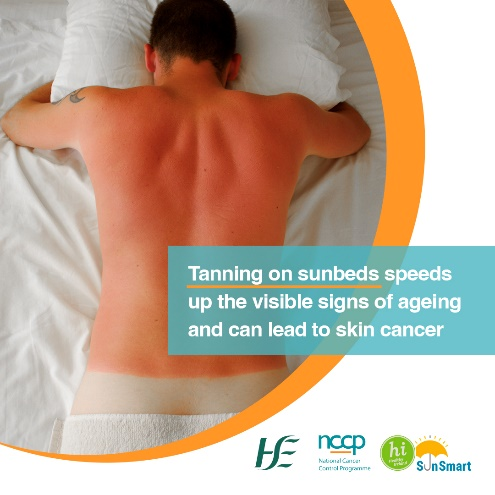 Tanning on sunbeds speeds
up the visible signs of ageing
and can lead to skin cancer
HE
nccp
National Cancer
Control Programme
hi
SunSmart